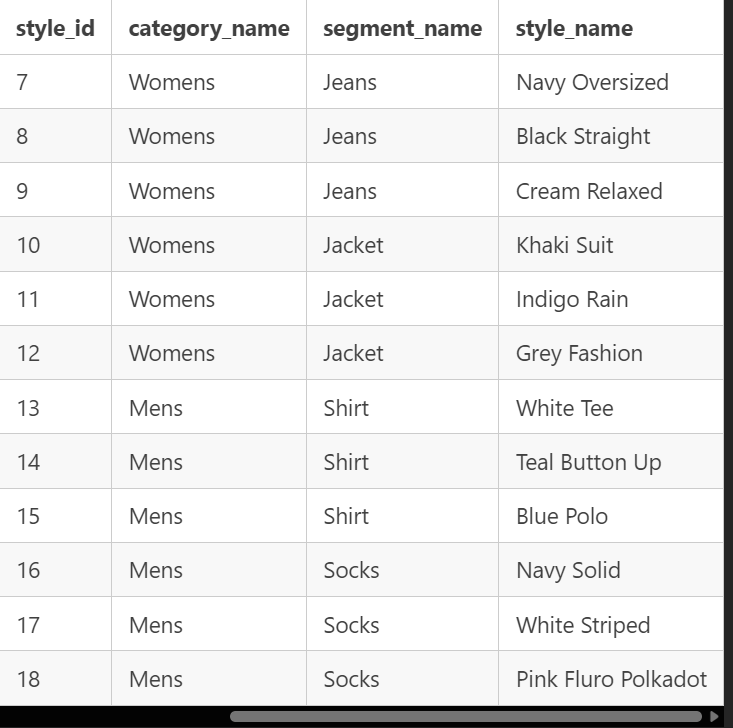 style_id category_name segment_name style_name
7 Womens Jeans Navy Oversized
8 Womens Jeans Black Straight
9 Womens Jeans Cream Relaxed
10 Womens Jacket Khaki Suit
11 Womens Jacket Indigo Rain
12 Womens Jacket Grey Fashion
13 Mens Shirt White Tee
14 Mens Shirt Teal Button Up
15 Mens Shirt Blue Polo
16 Mens Socks Navy Solid
17 Mens Socks White Striped
18 Mens Socks Pink Fluro Polkadot